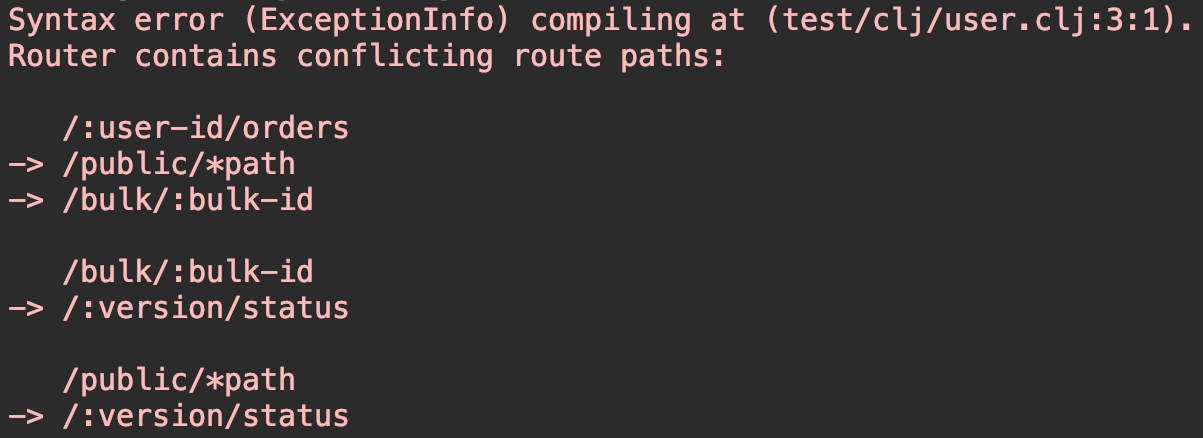 Syntax error (ExceptionInfo) compiling at (test/clj/user.clj:3:1).
Router contains conflicting route paths:
/:user-id/orders
-> /public/*path
-> /bulk/:bulk-id
/bulk/:bulk-id
-> /:version/status
/public/*path
-> /:version/status